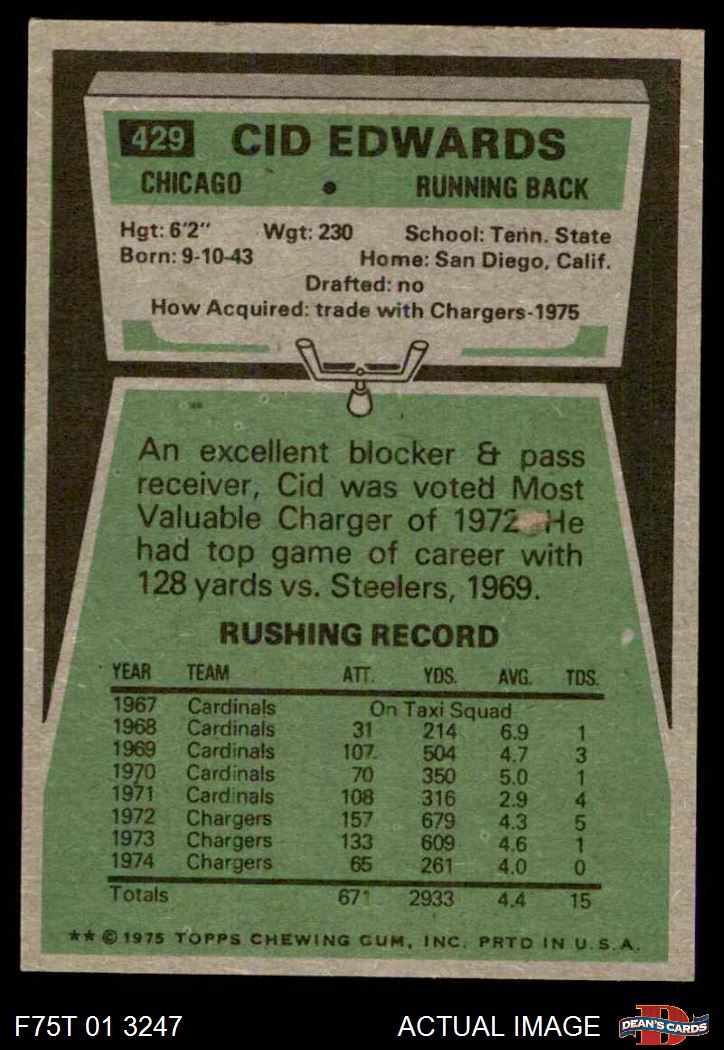 429 CID EDWARDS
CHICAGO • RUNNING BACK
Hgt: 6'2" Wgt: 230 School: Tenn. State
Born: 9-10-43 Home: San Diego, Calif.
Drafted: no
How Acquired: trade with Chargers-1975
An excellent blocker & pass
receiver, Cid was voted Most
Valuable Charger of 1972. He
had top game of career with
128 yards vs. Steelers, 1969.
RUSHING RECORD
YEAR TEAM ATT. YDS. AVG. TDS.
1967 Cardinals On Taxi Squad
1968 Cardinals 31 214 6.9 1
1969 Cardinals 107 504 4.7 3
1970 Cardinals 70 350 5.0 1
1971 Cardinals 108 316 2.9 4
1972 Chargers 157 679 4.3 5
1973 Chargers 133 609 4.6 1
1974 Chargers 65 261 4.0 0
Totals 671 2933 4.4 15
** © 1975 TOPPS CHEWING GUM, INC. PRTD IN U.S.A.
F75T 01 3247 ACTUAL IMAGE D DEAN'S CARDS